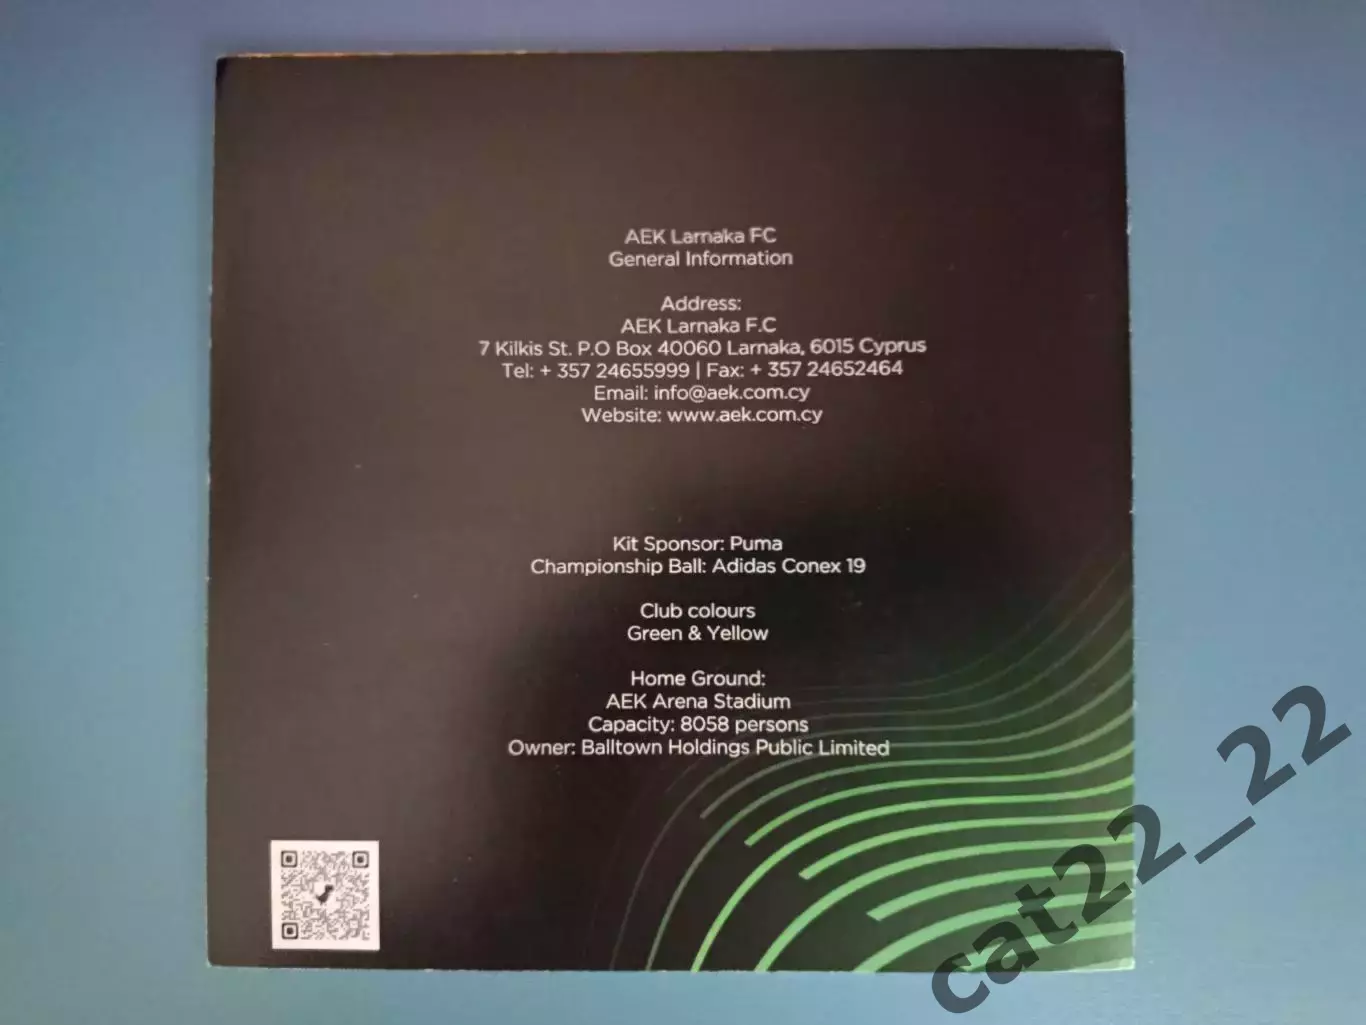 AEK Larnaka FC
General Information
Address:
AEK Larnaka F.C
7 Kilkis St. P.O Box 40060 Larnaka, 6015 Cyprus
Tel: + 357 24655999 | Fax: + 357 24652464
Email: info@aek.com.cy
Website: www.aek.com.cy
Kit Sponsor: Puma
Championship Ball: Adidas Conex 19
Club colours
Green & Yellow
Home Ground:
AEK Arena Stadium
Capacity: 8058 persons
Owner: Balltown Holdings Public Limited
cat22_22